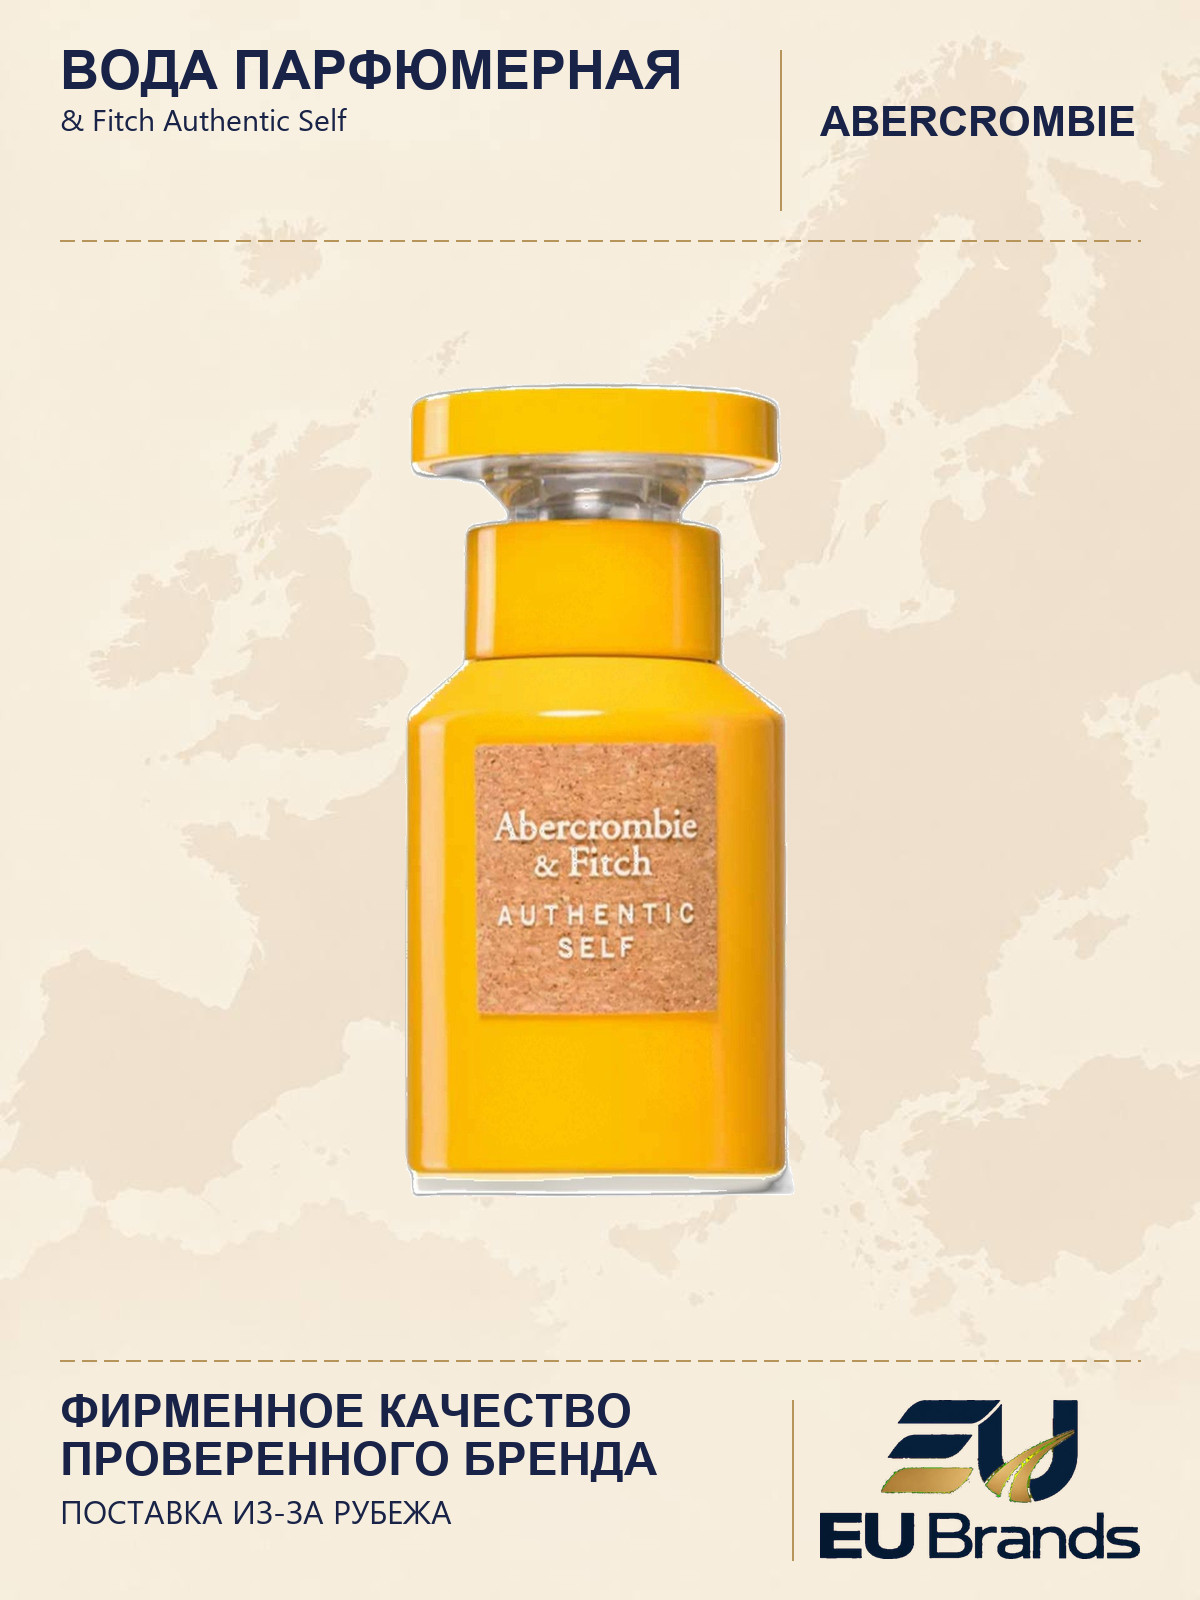 ВОДА ПАРФЮМЕРНАЯ
& Fitch Authentic Self
ABERCROMBIE
Abercrombie
& Fitch
AUTHENTIC
SELF
ФИРМЕННОЕ КАЧЕСТВО
ПРОВЕРЕННОГО БРЕНДА
ПОСТАВКА ИЗ-ЗА РУБЕЖА
EU
EU Brands